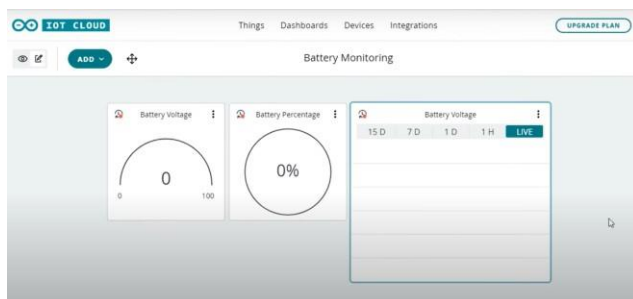 IOT CLOUD
Things Dashboards Devices Integrations
UPGRADE PLAN
ADD
Battery Monitoring
Battery Voltage
0
0 100
Battery Percentage
0%
Battery Voltage
15 D 7 D 1 D 1 H LIVE